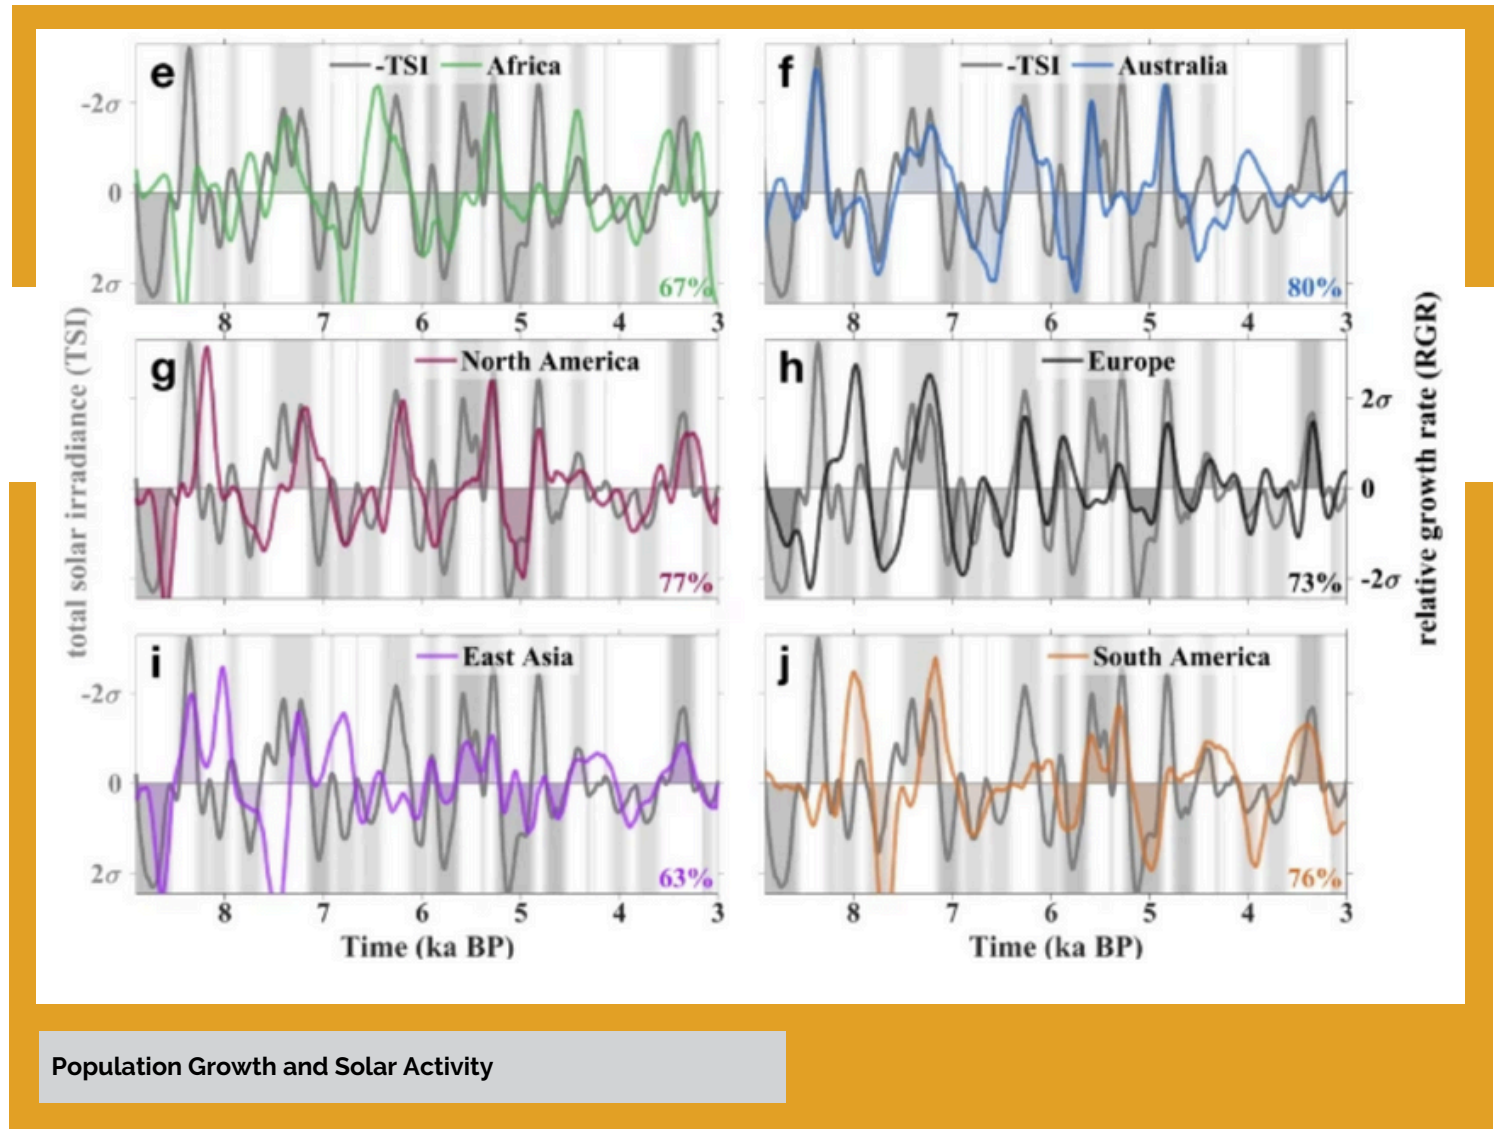 e -TSI Africa
f -TSI Australia
-2σ
0
2σ
67%
80%
8 7 6 5 4 3
8 7 6 5 4 3
g North America
h Europe
total solar irradiance (TSI)
relative growth rate (RGR)
2σ
0
-2σ
77%
73%
i East Asia
j South America
-2σ
0
2σ
63%
76%
8 7 6 5 4 3
8 7 6 5 4 3
Time (ka BP)
Time (ka BP)
Population Growth and Solar Activity